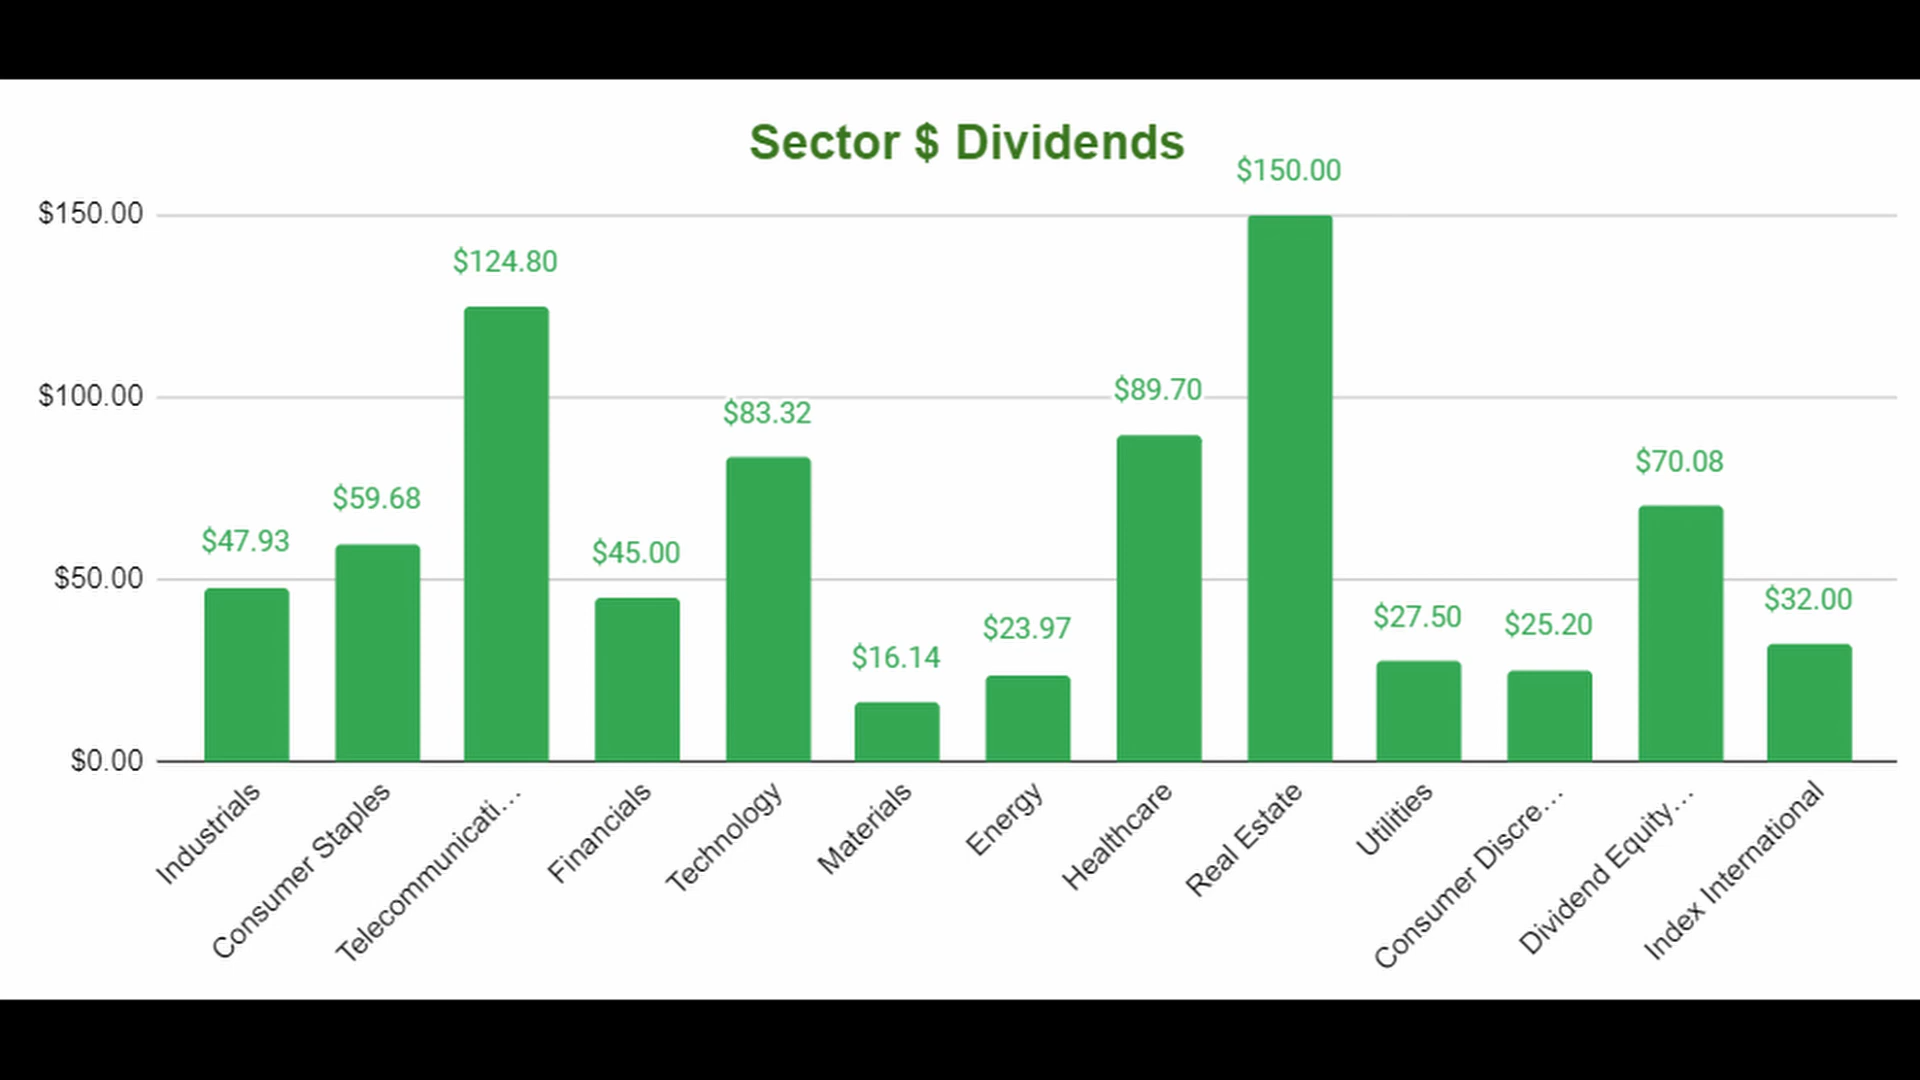 Sector $ Dividends
$150.00
$100.00
$50.00
$0.00
$47.93
$59.68
$124.80
$45.00
$83.32
$16.14
$23.97
$89.70
$150.00
$27.50
$25.20
$70.08
$32.00
Industrials
Consumer Staples
Telecommunicati...
Financials
Technology
Materials
Energy
Healthcare
Real Estate
Utilities
Consumer Discre...
Dividend Equity...
Index International